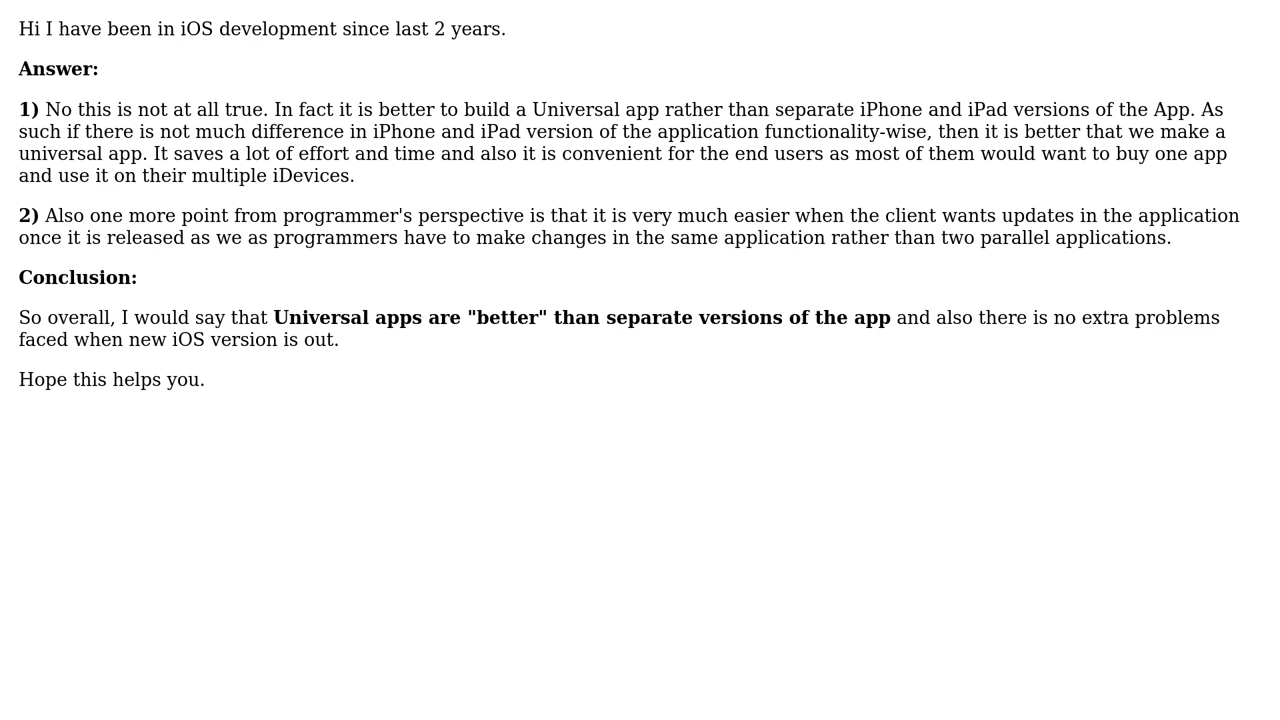 Hi I have been in iOS development since last 2 years.
Answer:
1) No this is not at all true. In fact it is better to build a Universal app rather than separate iPhone and iPad versions of the App. As
such if there is not much difference in iPhone and iPad version of the application functionality-wise, then it is better that we make a
universal app. It saves a lot of effort and time and also it is convenient for the end users as most of them would want to buy one app
and use it on their multiple iDevices.
2) Also one more point from programmer's perspective is that it is very much easier when the client wants updates in the application
once it is released as we as programmers have to make changes in the same application rather than two parallel applications.
Conclusion:
So overall, I would say that Universal apps are "better" than separate versions of the app and also there is no extra problems
faced when new iOS version is out.
Hope this helps you.